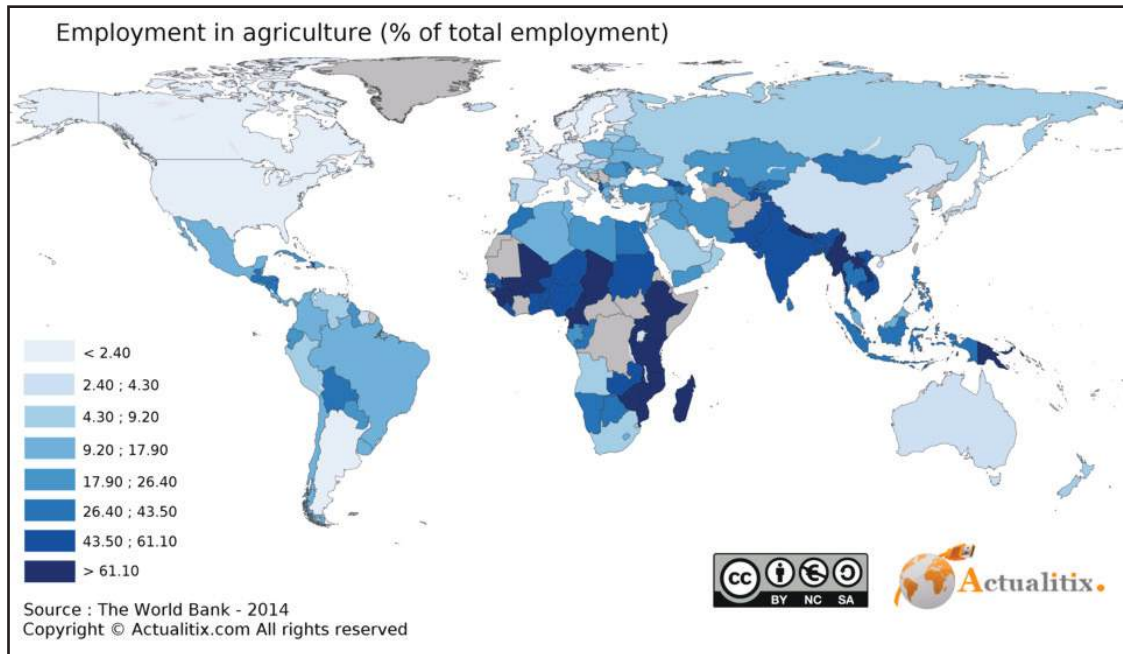 Employment in agriculture (% of total employment)
< 2.40
2.40 ; 4.30
4.30 ; 9.20
9.20 ; 17.90
17.90 ; 26.40
26.40 ; 43.50
43.50 ; 61.10
> 61.10
Source : The World Bank - 2014
Copyright © Actualitix.com All rights reserved
cc
BY NC SA
Actualitix.